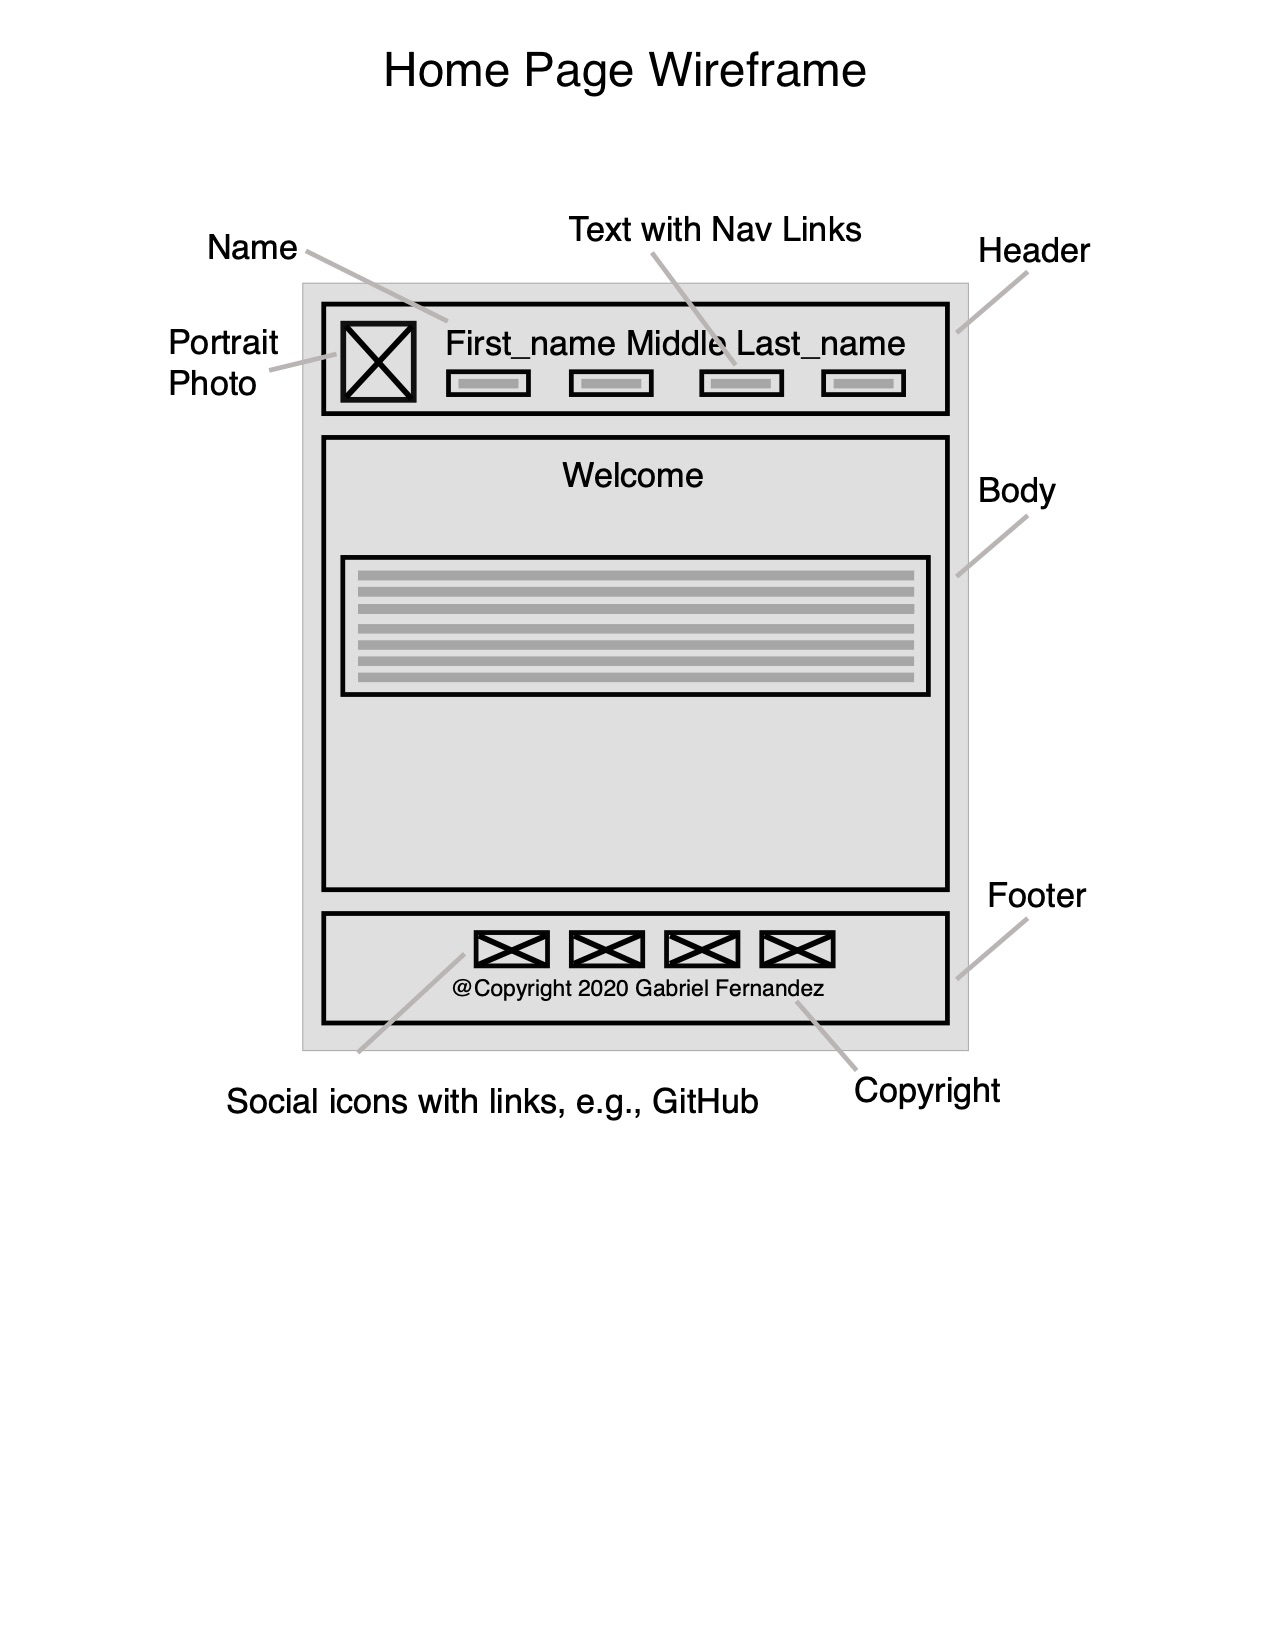 Home Page Wireframe
Text with Nav Links
Name
Header
Portrait
Photo
First_name Middle Last_name
Welcome
Body
Footer
@Copyright 2020 Gabriel Fernandez
Copyright
Social icons with links, e.g., GitHub